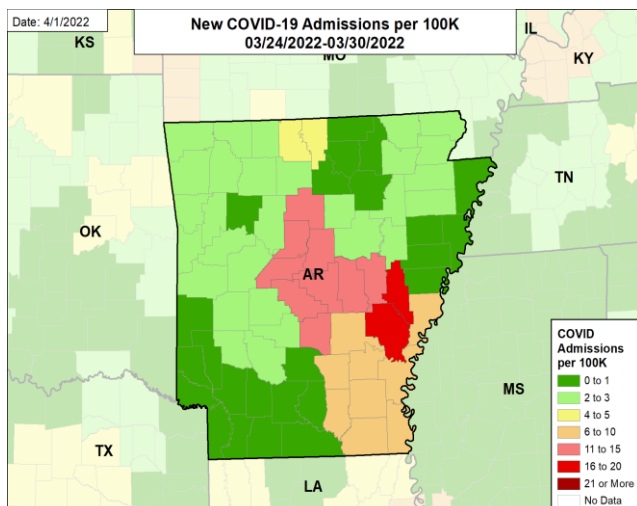 Date: 4/1/2022
New COVID-19 Admissions per 100K
03/24/2022-03/30/2022
KS
MO
IL
KY
TN
OK
AR
MS
TX
LA
COVID
Admissions
per 100K
0 to 1
2 to 3
4 to 5
6 to 10
11 to 15
16 to 20
21 or More
No Data